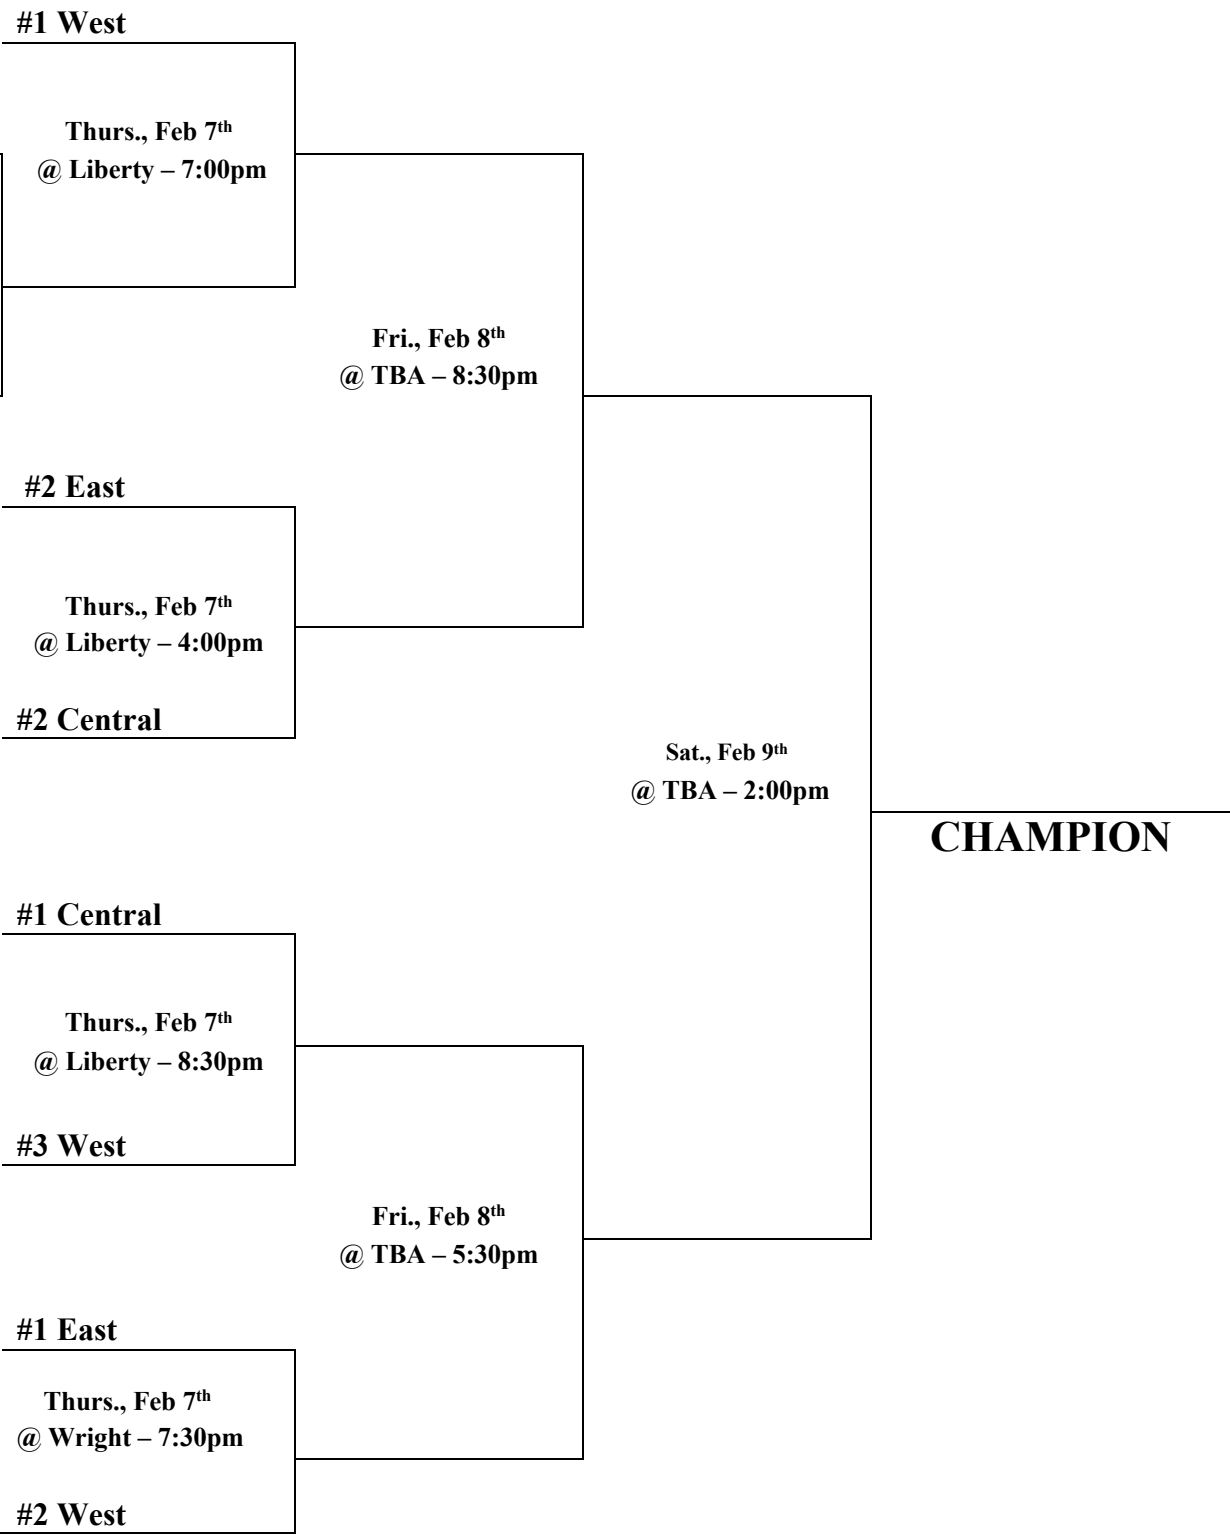 #1 West
Thurs., Feb 7th
@ Liberty – 7:00pm
Fri., Feb 8th
@ TBA – 8:30pm
#2 East
Thurs., Feb 7th
@ Liberty – 4:00pm
#2 Central
Sat., Feb 9th
@ TBA – 2:00pm
CHAMPION
#1 Central
Thurs., Feb 7th
@ Liberty – 8:30pm
#3 West
Fri., Feb 8th
@ TBA – 5:30pm
#1 East
Thurs., Feb 7th
@ Wright – 7:30pm
#2 West